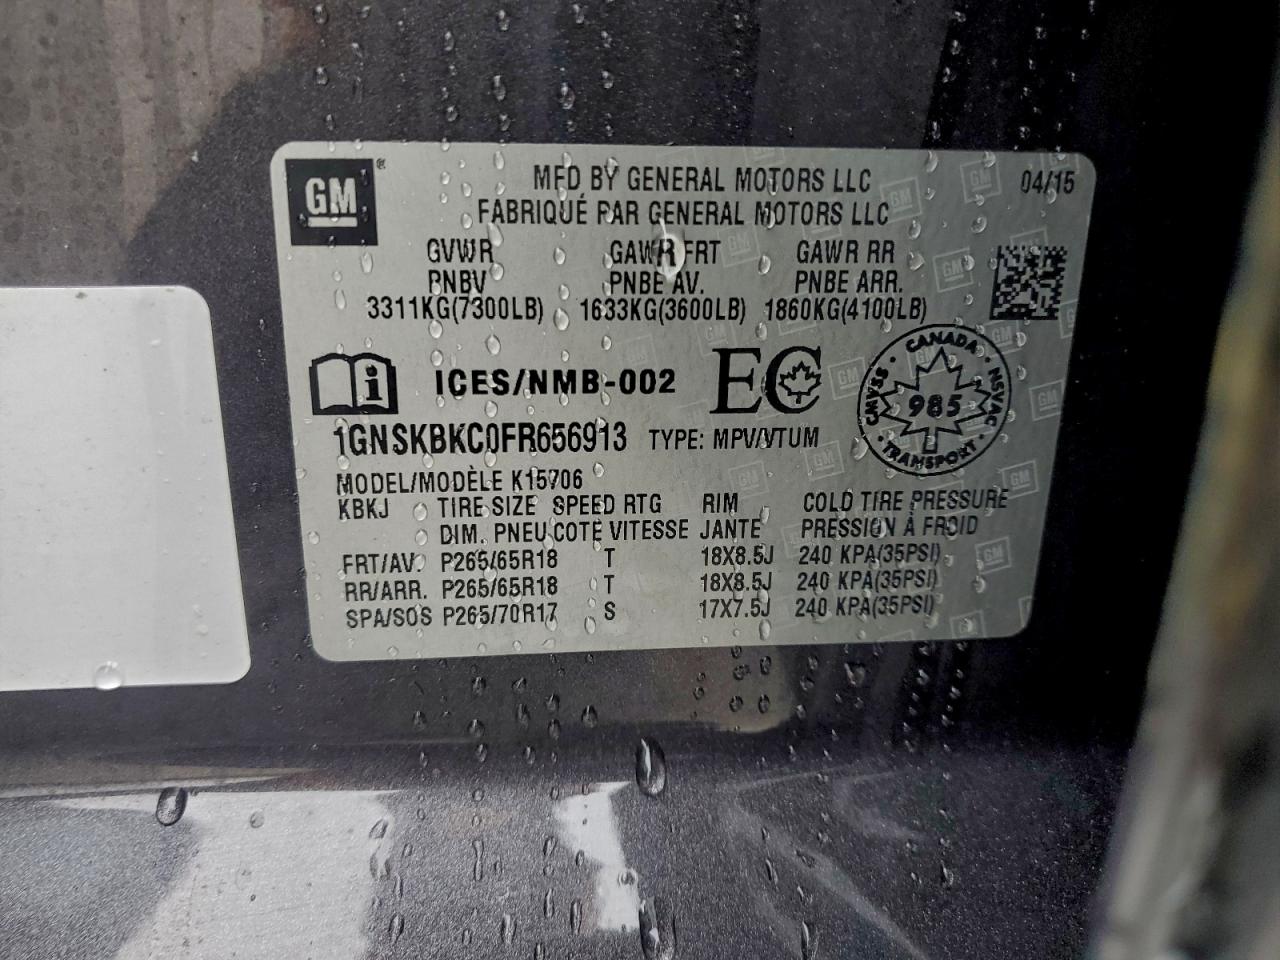 GM®
MFD BY GENERAL MOTORS LLC 04/15
FABRIQUÉ PAR GENERAL MOTORS LLC
GVWR GAWR FRT GAWR RR
PNBV PNBE AV. PNBE ARR.
3311KG(7300LB) 1633KG(3600LB) 1860KG(4100LB)
i ICES/NMB-002 EC
CANADA
CMVSS 985 NSVAC
TRANSPORT
1GNSKBKC0FR656913 TYPE: MPV/VTUM
MODEL/MODÈLE K15706
KBKJ TIRE SIZE SPEED RTG RIM COLD TIRE PRESSURE
DIM. PNEU COTE VITESSE JANTE PRESSION À FROID
FRT/AV. P265/65R18 T 18X8.5J 240 KPA(35PSI)
RR/ARR. P265/65R18 T 18X8.5J 240 KPA(35PSI)
SPA/SOS P265/70R17 S 17X7.5J 240 KPA(35PSI)